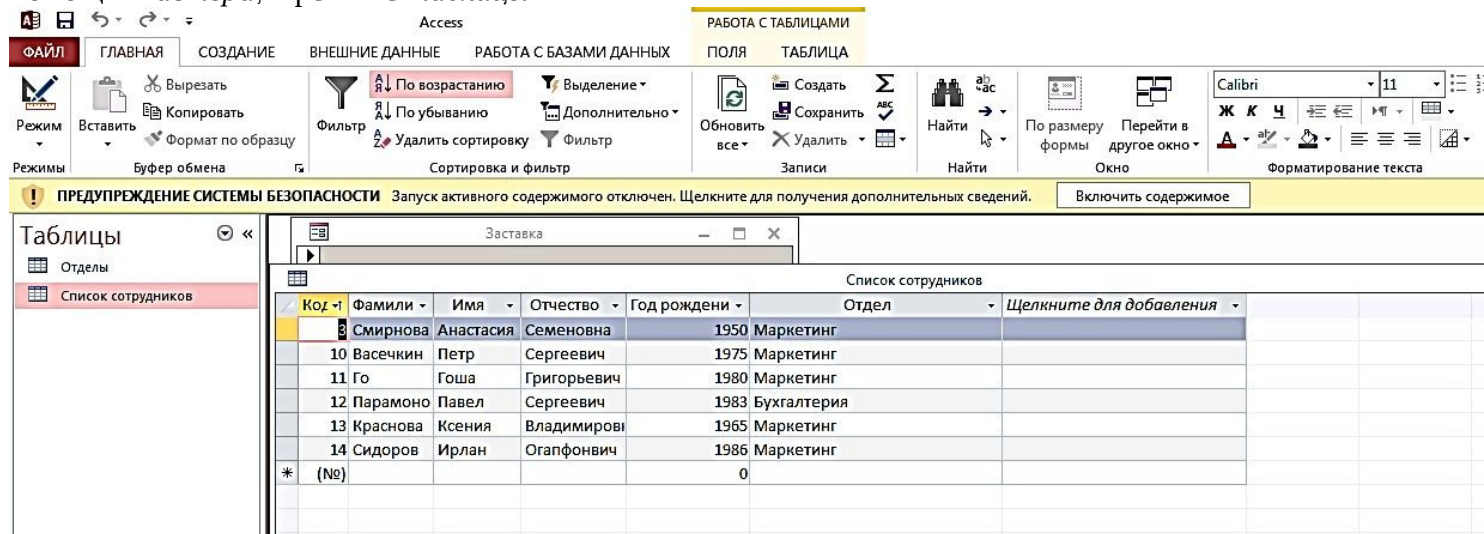 Access
РАБОТА С ТАБЛИЦАМИ
ФАЙЛ ГЛАВНАЯ СОЗДАНИЕ ВНЕШНИЕ ДАННЫЕ РАБОТА С БАЗАМИ ДАННЫХ ПОЛЯ ТАБЛИЦА
Режим
Вставить
Вырезать
Копировать
Формат по образцу
Фильтр
По возрастанию
По убыванию
Удалить сортировку
Выделение
Дополнительно
Фильтр
Обновить все
Создать
Сохранить
Удалить
Найти
По размеру формы
Перейти в другое окно
Calibri 11
Ж К Ч
Режимы Буфер обмена Сортировка и фильтр Записи Найти Окно Форматирование текста
ПРЕДУПРЕЖДЕНИЕ СИСТЕМЫ БЕЗОПАСНОСТИ Запуск активного содержимого отключен. Щелкните для получения дополнительных сведений. Включить содержимое
Таблицы «
Отделы
Список сотрудников
Заставка
Список сотрудников
Код Фамили Имя Отчество Год рождени Отдел Щелкните для добавления
3 Смирнова Анастасия Семеновна 1950 Маркетинг
10 Васечкин Петр Сергеевич 1975 Маркетинг
11 Го Гоша Григорьевич 1980 Маркетинг
12 Парамоно Павел Сергеевич 1983 Бухгалтерия
13 Краснова Ксения Владимирові 1965 Маркетинг
14 Сидоров Ирлан Огапфонвич 1986 Маркетинг
* (№) 0